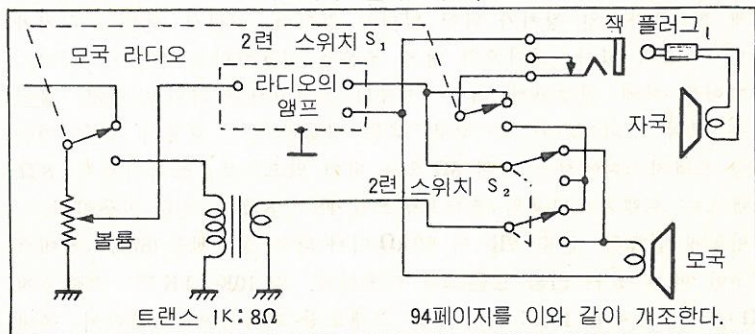 2련 스위치 S₁
모국 라디오
라디오의
앰프
잭 플러그
자국
2련 스위치 S₂
볼륨
모국
트랜스 1K:8Ω
94페이지를 이와 같이 개조한다.